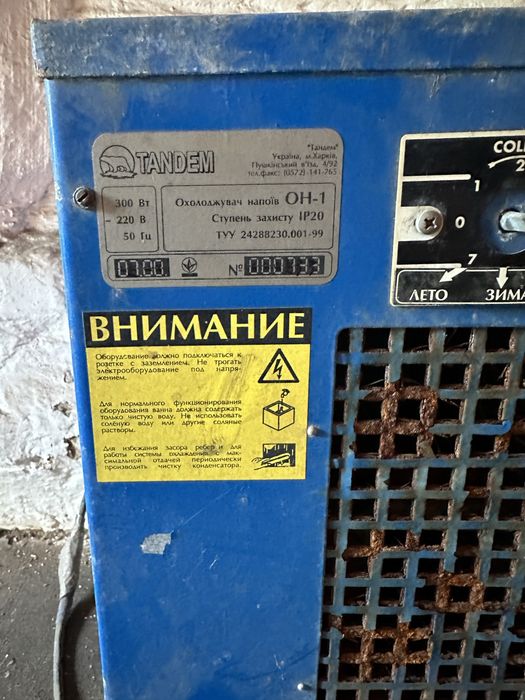 TANDEM
"Тандем"
Україна, м.Харків,
Пушкінський в'їзд, 4/92
тел.факс: (0572)-141-765
300 Вт
~ 220 В
50 Гц
Охолоджувач напоїв ОН-1
Ступень захисту IP20
ТУУ 24288230.001-99
07.00
№ 000733
COL
2
1
0
7
ЛЕТО
ЗИМА
ВНИМАНИЕ
Оборудование должно подключаться к
розетке с заземлением. Не трогать
электрооборудование под напря-
жением.
Для нормального функционирования
оборудования ванна должна содержать
только чистую воду. Не использовать
солёную воду или другие соляные
растворы.
Для избежания засора ребер и для
работы системы охлаждения с мак-
симальной отдачей периодически
производить чистку конденсатора.